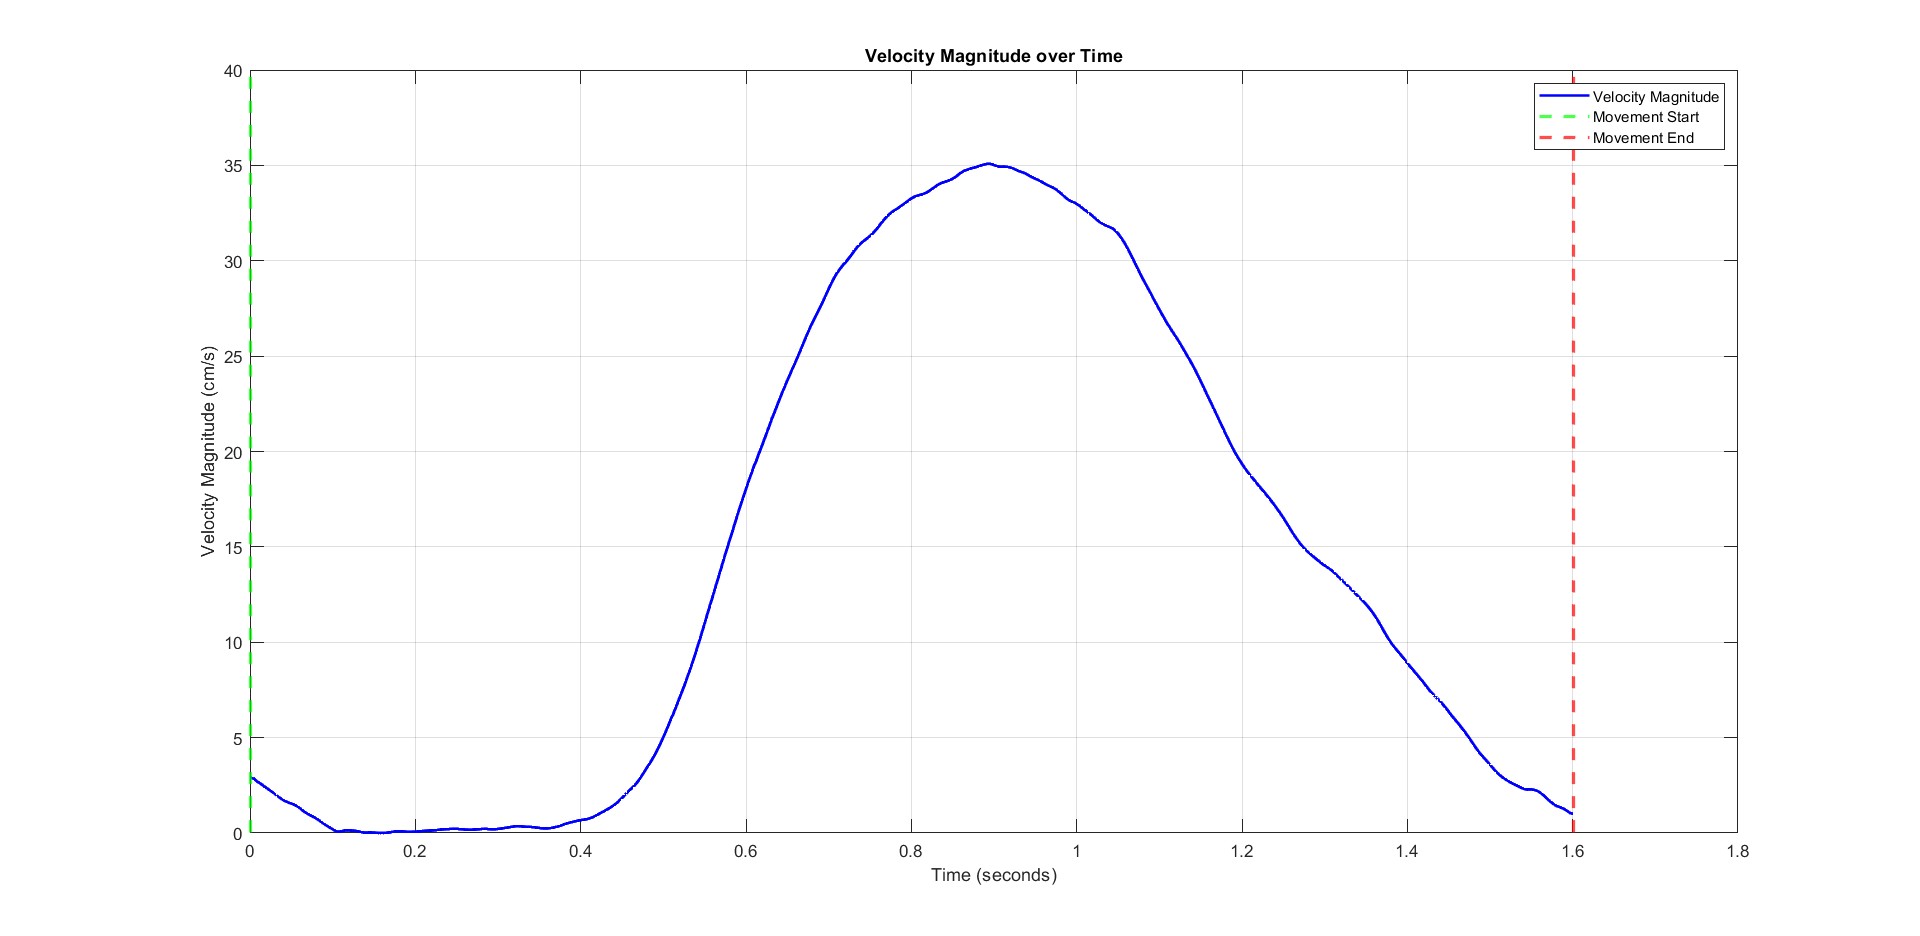 Velocity Magnitude over Time
Velocity Magnitude
Movement Start
Movement End
40
35
30
25
20
15
10
5
0
Velocity Magnitude (cm/s)
0 0.2 0.4 0.6 0.8 1 1.2 1.4 1.6 1.8
Time (seconds)